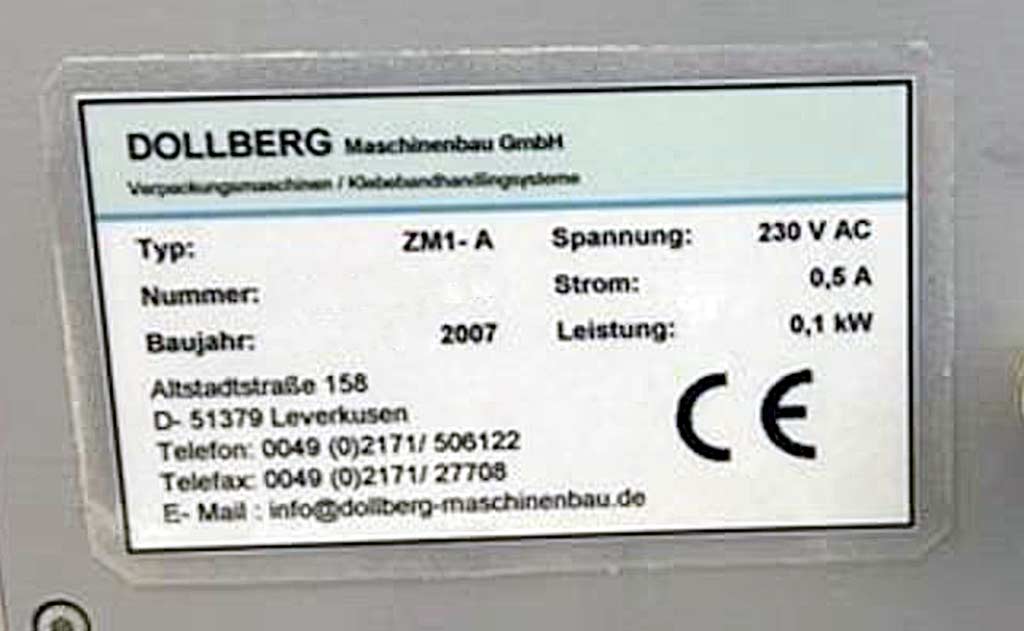 DOLLBERG Maschinenbau GmbH
Verpackungsmaschinen / Klebebandhandlingsysteme
Typ: ZM1- A Spannung: 230 V AC
Nummer: Strom: 0,5 A
Baujahr: 2007 Leistung: 0,1 kW
Altstadtstraße 158
D- 51379 Leverkusen
Telefon: 0049 (0)2171/ 506122
Telefax: 0049 (0)2171/ 27708
E- Mail : info@dollberg-maschinenbau.de
CE